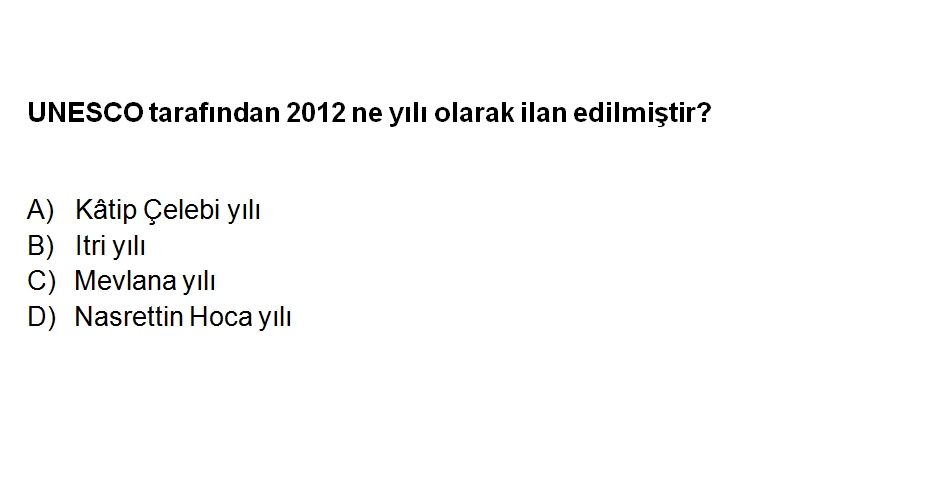 UNESCO tarafından 2012 ne yılı olarak ilan edilmiştir?
A) Kâtip Çelebi yılı
B) Itri yılı
C) Mevlana yılı
D) Nasrettin Hoca yılı